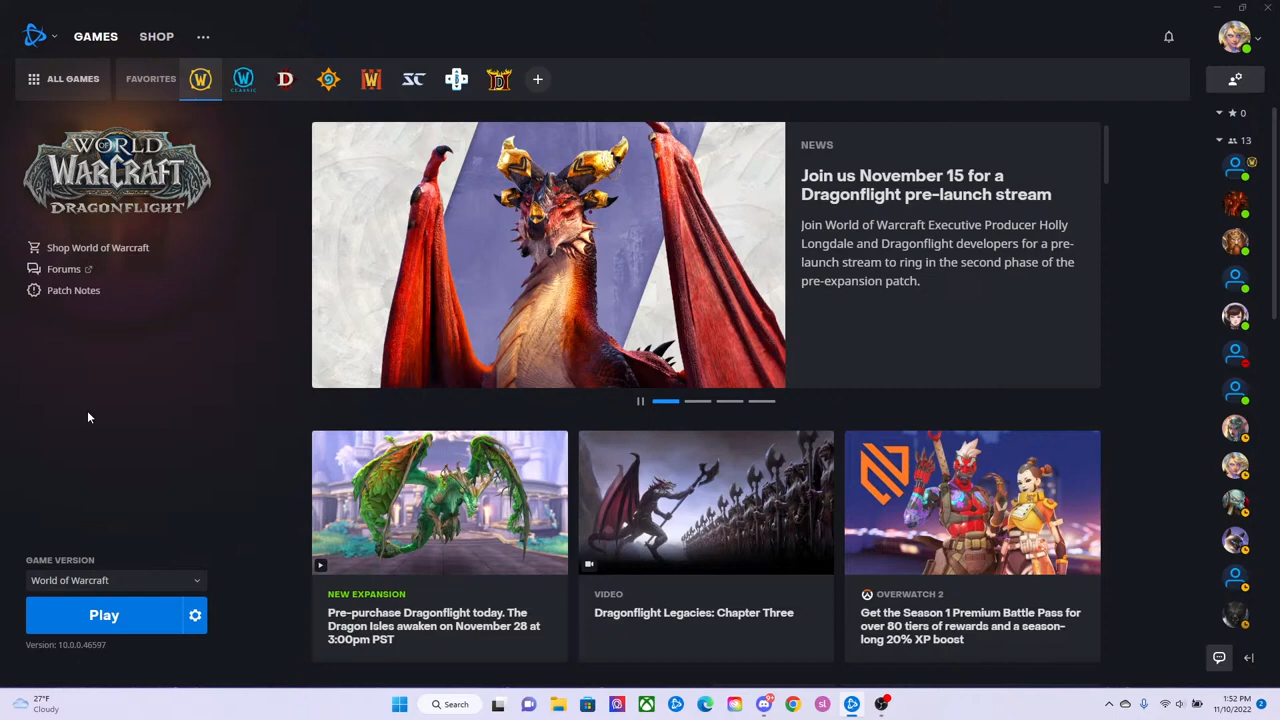 GAMES
SHOP
ALL GAMES
FAVORITES
W
W
CLASSIC
D
SC
WORLD
OF
WARCRAFT
DRAGONFLIGHT
Shop World of Warcraft
Forums
Patch Notes
NEWS
Join us November 15 for a
Dragonflight pre-launch stream
Join World of Warcraft Executive Producer Holly
Longdale and Dragonflight developers for a pre-
launch stream to ring in the second phase of the
pre-expansion patch.
0
13
NEW EXPANSION
Pre-purchase Dragonflight today. The
Dragon Isles awaken on November 28 at
3:00pm PST
VIDEO
Dragonflight Legacies: Chapter Three
OVERWATCH 2
Get the Season 1 Premium Battle Pass for
over 80 tiers of rewards and a season-
long 20% XP boost
GAME VERSION
World of Warcraft
Play
Version: 10.0.0.46597
27°F
Cloudy
Search
9+
sl
1:52 PM
11/10/2022
2